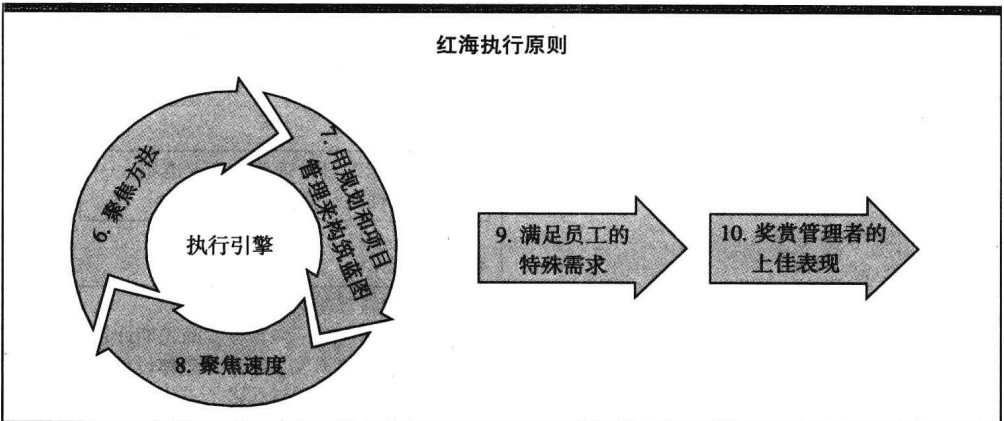 红海执行原则
6. 聚焦方法
7. 用规划和项目
管理来构筑蓝图
执行引擎
8. 聚焦速度
9. 满足员工的
特殊需求
10. 奖赏管理者的
上佳表现